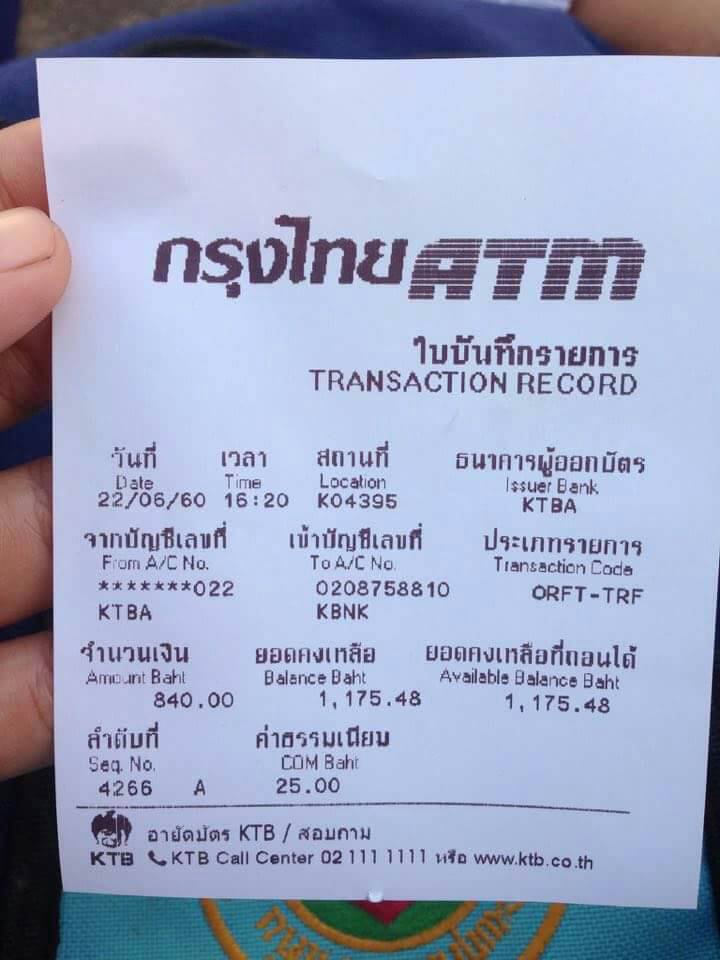 กรุงไทย ATM
ใบบันทึกรายการ
TRANSACTION RECORD
วันที่ เวลา สถานที่ ธนาคารผู้ออกบัตร
Date Time Location Issuer Bank
22/06/60 16:20 K04395 KTBA
จากบัญชีเลขที่ เข้าบัญชีเลขที่ ประเภทรายการ
From A/C No. To A/C No. Transaction Code
*******022 0208758810 ORFT-TRF
KTBA KBNK
จำนวนเงิน ยอดคงเหลือ ยอดคงเหลือที่ถอนได้
Amount Baht Balance Baht Available Balance Baht
840.00 1,175.48 1,175.48
ลำดับที่ ค่าธรรมเนียม
Seq. No. COM Baht
4266 A 25.00
อายัดบัตร KTB / สอบถาม
KTB KTB Call Center 02 111 1111 หรือ www.ktb.co.th